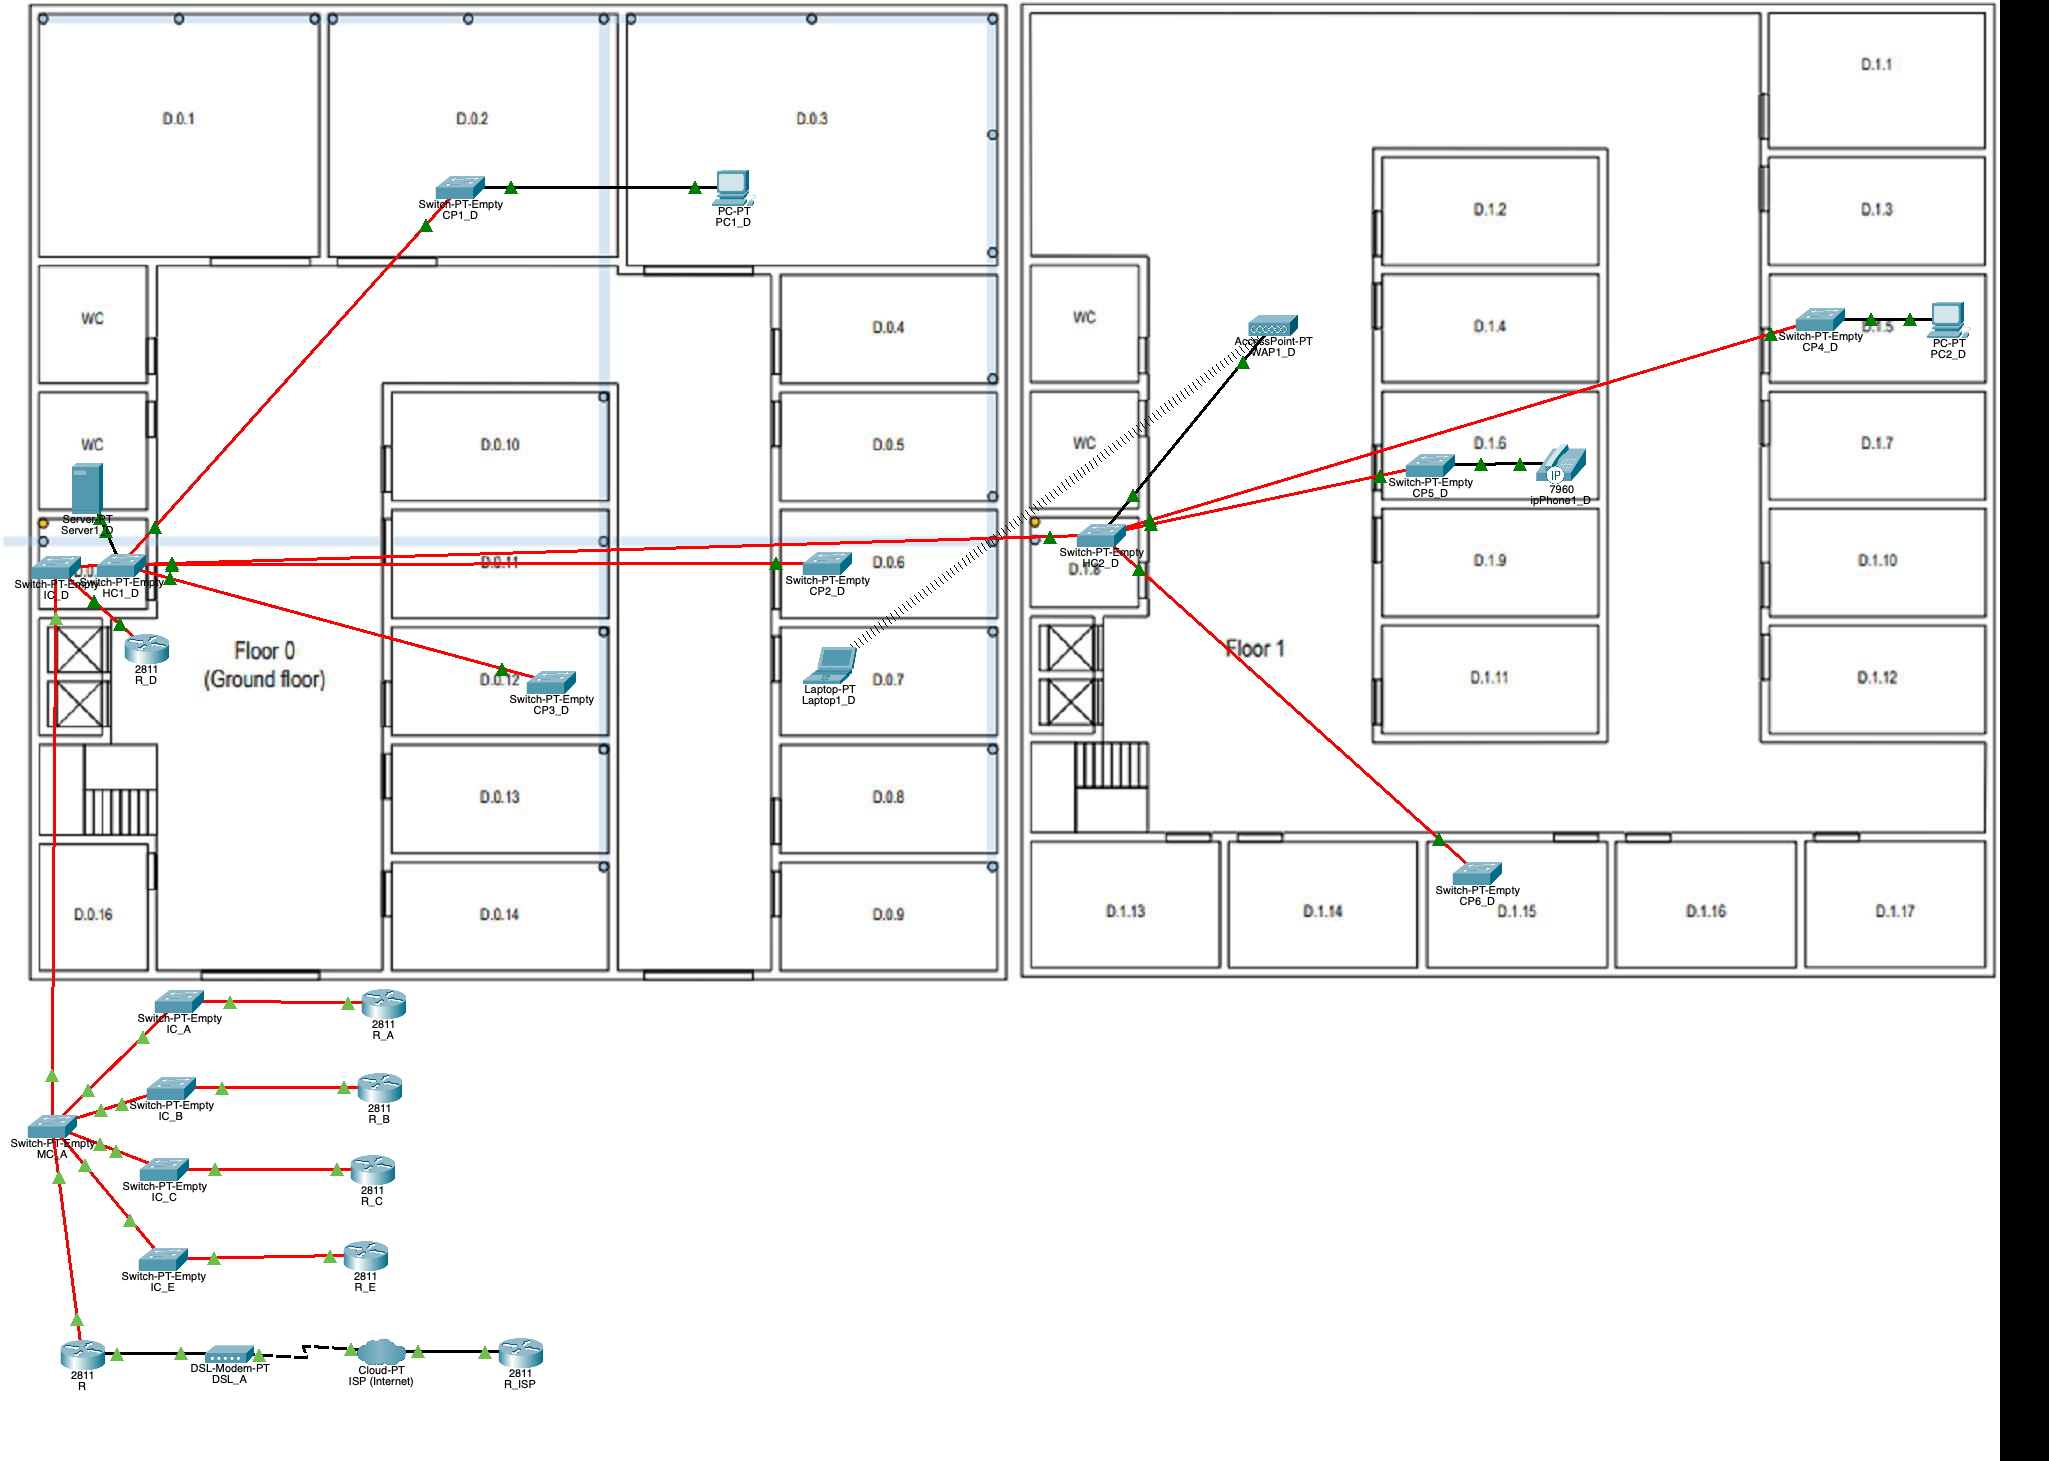 D.0.1
D.0.2
D.0.3
Switch-PT-Empty
CP1_D
PC-PT
PC1_D
WC
D.0.4
WC
D.0.10
D.0.5
Server-PT
Server1_D
Switch-PT-Empty
IC_D
Switch-PT-Empty
HC1_D
D.0.11
Switch-PT-Empty
CP2_D
D.0.6
2811
R_D
Floor 0
(Ground floor)
D.0.12
Switch-PT-Empty
CP3_D
Laptop-PT
Laptop1_D
D.0.7
D.0.13
D.0.8
D.0.16
D.0.14
D.0.9
D.1.1
D.1.2
D.1.3
WC
AccessPoint-PT
WAP1_D
D.1.4
Switch-PT-Empty
CP4_D
D.1.5
PC-PT
PC2_D
WC
D.1.6
Switch-PT-Empty
CP5_D
IP
7960
ipPhone1_D
D.1.7
Switch-PT-Empty
HC2_D
D.1.8
D.1.9
D.1.10
Floor 1
D.1.11
D.1.12
Switch-PT-Empty
CP6_D
D.1.13
D.1.14
D.1.15
D.1.16
D.1.17
Switch-PT-Empty
IC_A
2811
R_A
Switch-PT-Empty
IC_B
2811
R_B
Switch-PT-Empty
MC_A
Switch-PT-Empty
IC_C
2811
R_C
Switch-PT-Empty
IC_E
2811
R_E
2811
R
DSL-Modem-PT
DSL_A
Cloud-PT
ISP (Internet)
2811
R_ISP